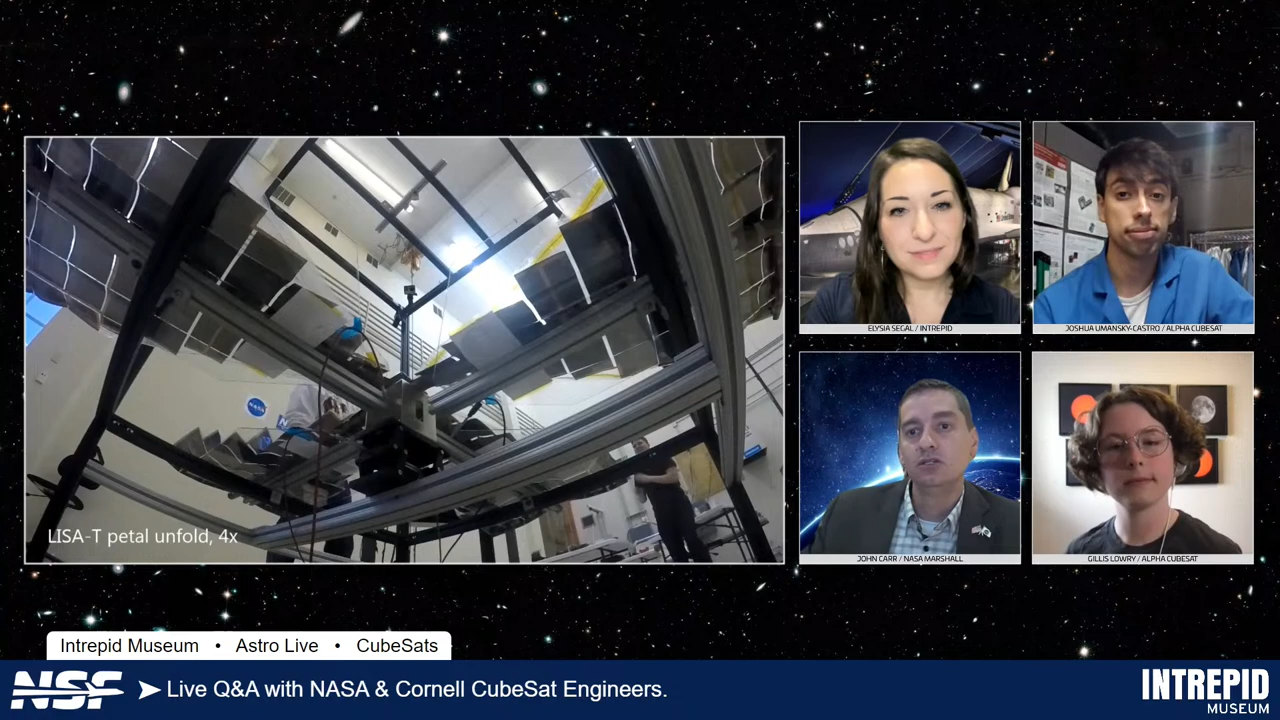 NASA
LISA-T petal unfold, 4x
ELYSIA SEGAL / INTREPID
JOSHUA UMANSKY-CASTRO / ALPHA CUBESAT
JOHN CARR / NASA MARSHALL
GILLIS LOWRY / ALPHA CUBESAT
Intrepid Museum • Astro Live • CubeSats
NSF
Live Q&A with NASA & Cornell CubeSat Engineers.
INTREPID
MUSEUM